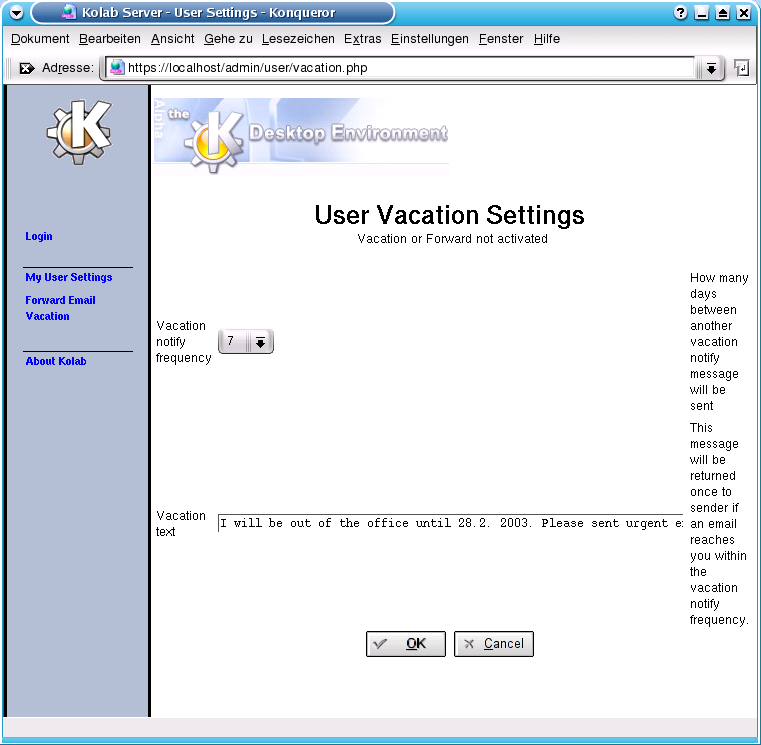 Kolab Server - User Settings - Konqueror
Dokument Bearbeiten Ansicht Gehe zu Lesezeichen Extras Einstellungen Fenster Hilfe
Adresse: https://localhost/admin/user/vacation.php
Alpha
the
K Desktop Environment
User Vacation Settings
Vacation or Forward not activated
Login
My User Settings
Forward Email
Vacation
About Kolab
Vacation
notify
frequency
7
How many
days
between
another
vacation
notify
message
will be
sent
Vacation
text
I will be out of the office until 28.2. 2003. Please sent urgent e
This
message
will be
returned
once to
sender if
an email
reaches
you within
the
vacation
notify
frequency.
OK Cancel